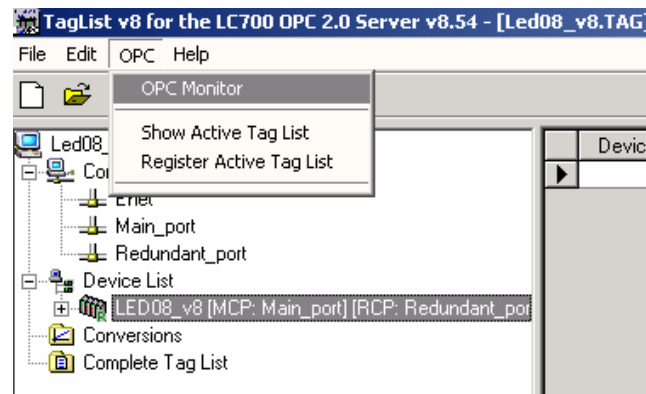 TagList v8 for the LC700 OPC 2.0 Server v8.54 - [Led08_v8.TAG]
File Edit OPC Help
OPC Monitor
Show Active Tag List
Register Active Tag List
Led08_
Devic
Co
Enet
Main_port
Redundant_port
Device List
LED08_v8 [MCP: Main_port] [RCP: Redundant_por
Conversions
Complete Tag List